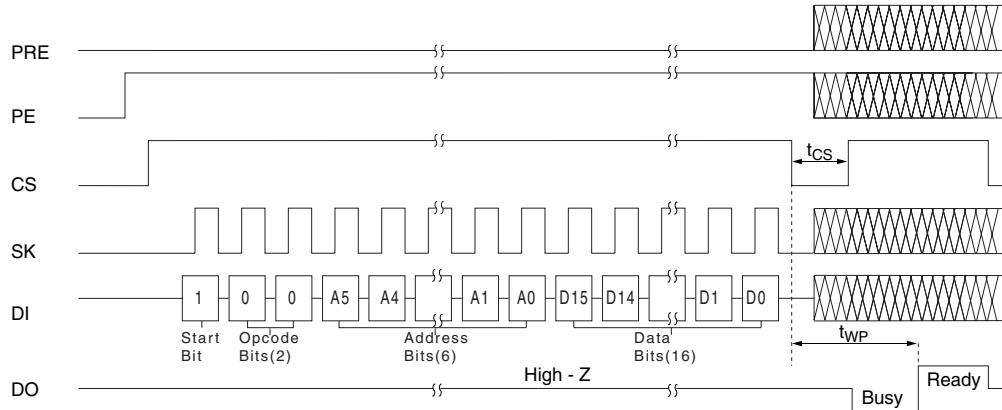 PRE
PE
CS
tCS
SK
DI
1 0 0 A5 A4 A1 A0 D15 D14 D1 D0
Start
Bit
Opcode
Bits(2)
Address
Bits(6)
Data
Bits(16)
tWP
DO
High - Z
Busy
Ready